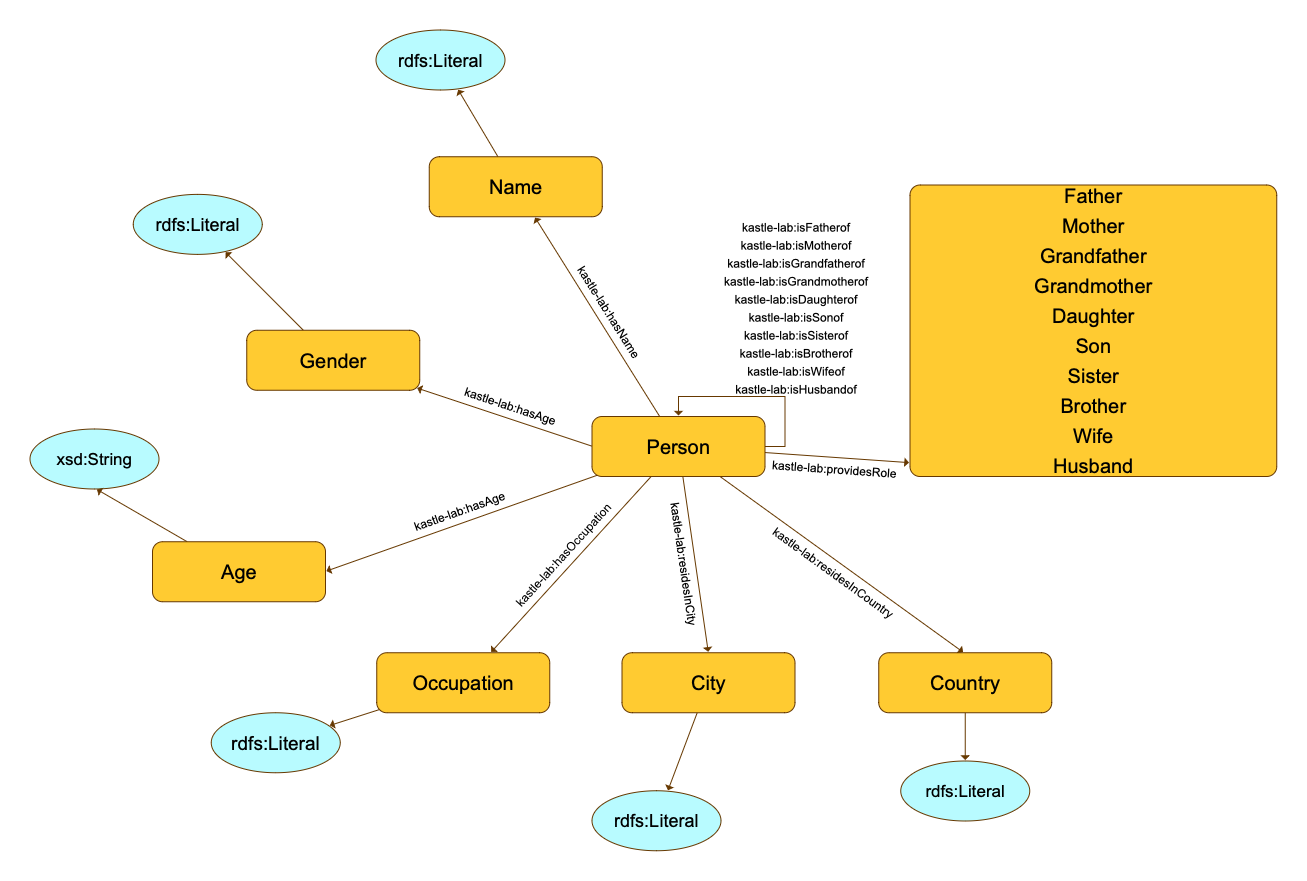 rdfs:Literal
Name
rdfs:Literal
Gender
kastle-lab:hasName
kastle-lab:isFatherof
kastle-lab:isMotherof
kastle-lab:isGrandfatherof
kastle-lab:isGrandmotherof
kastle-lab:isDaughterof
kastle-lab:isSonof
kastle-lab:isSisterof
kastle-lab:isBrotherof
kastle-lab:isWifeof
kastle-lab:isHusbandof
Father
Mother
Grandfather
Grandmother
Daughter
Son
Sister
Brother
Wife
Husband
kastle-lab:hasAge
Person
kastle-lab:providesRole
xsd:String
Age
kastle-lab:hasAge
kastle-lab:hasOccupation
kastle-lab:residesInCity
kastle-lab:residesInCountry
Occupation
City
Country
rdfs:Literal
rdfs:Literal
rdfs:Literal